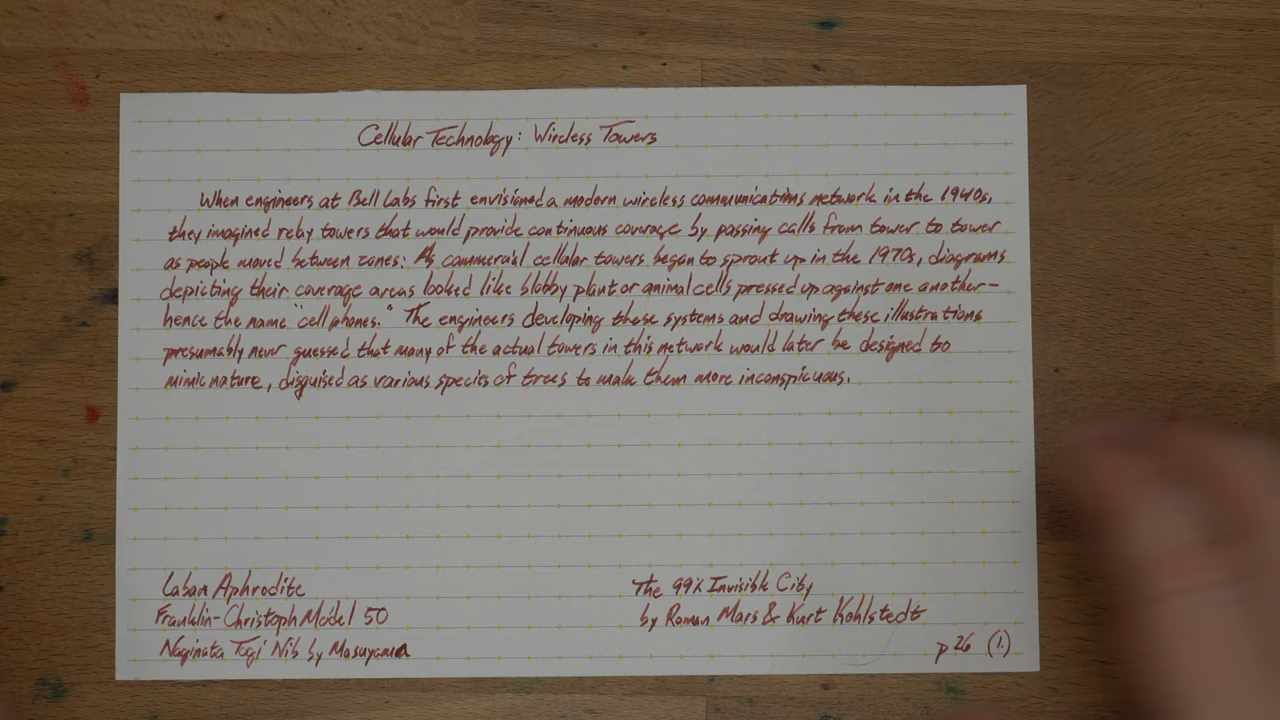 Cellular Technology: Wireless Towers
When engineers at Bell Labs first envisioned a modern wireless communications network in the 1940s,
they imagined relay towers that would provide continuous coverage by passing calls from tower to tower
as people moved between zones: As commercial cellular towers began to sprout up in the 1970s, diagrams
depicting their coverage areas looked like blobby plant or animal cells pressed up against one another-
hence the name "cell phones." The engineers developing these systems and drawing these illustrations
presumably never guessed that many of the actual towers in this network would later be designed to
mimic nature, disguised as various species of trees to make them more inconspicuous.
Laban Aphrodite
Franklin-Christoph Model 50
Naginata Togi Nib by Masuyama
The 99% Invisible City
by Roman Mars & Kurt Kohlstedt
p 26 (1.)